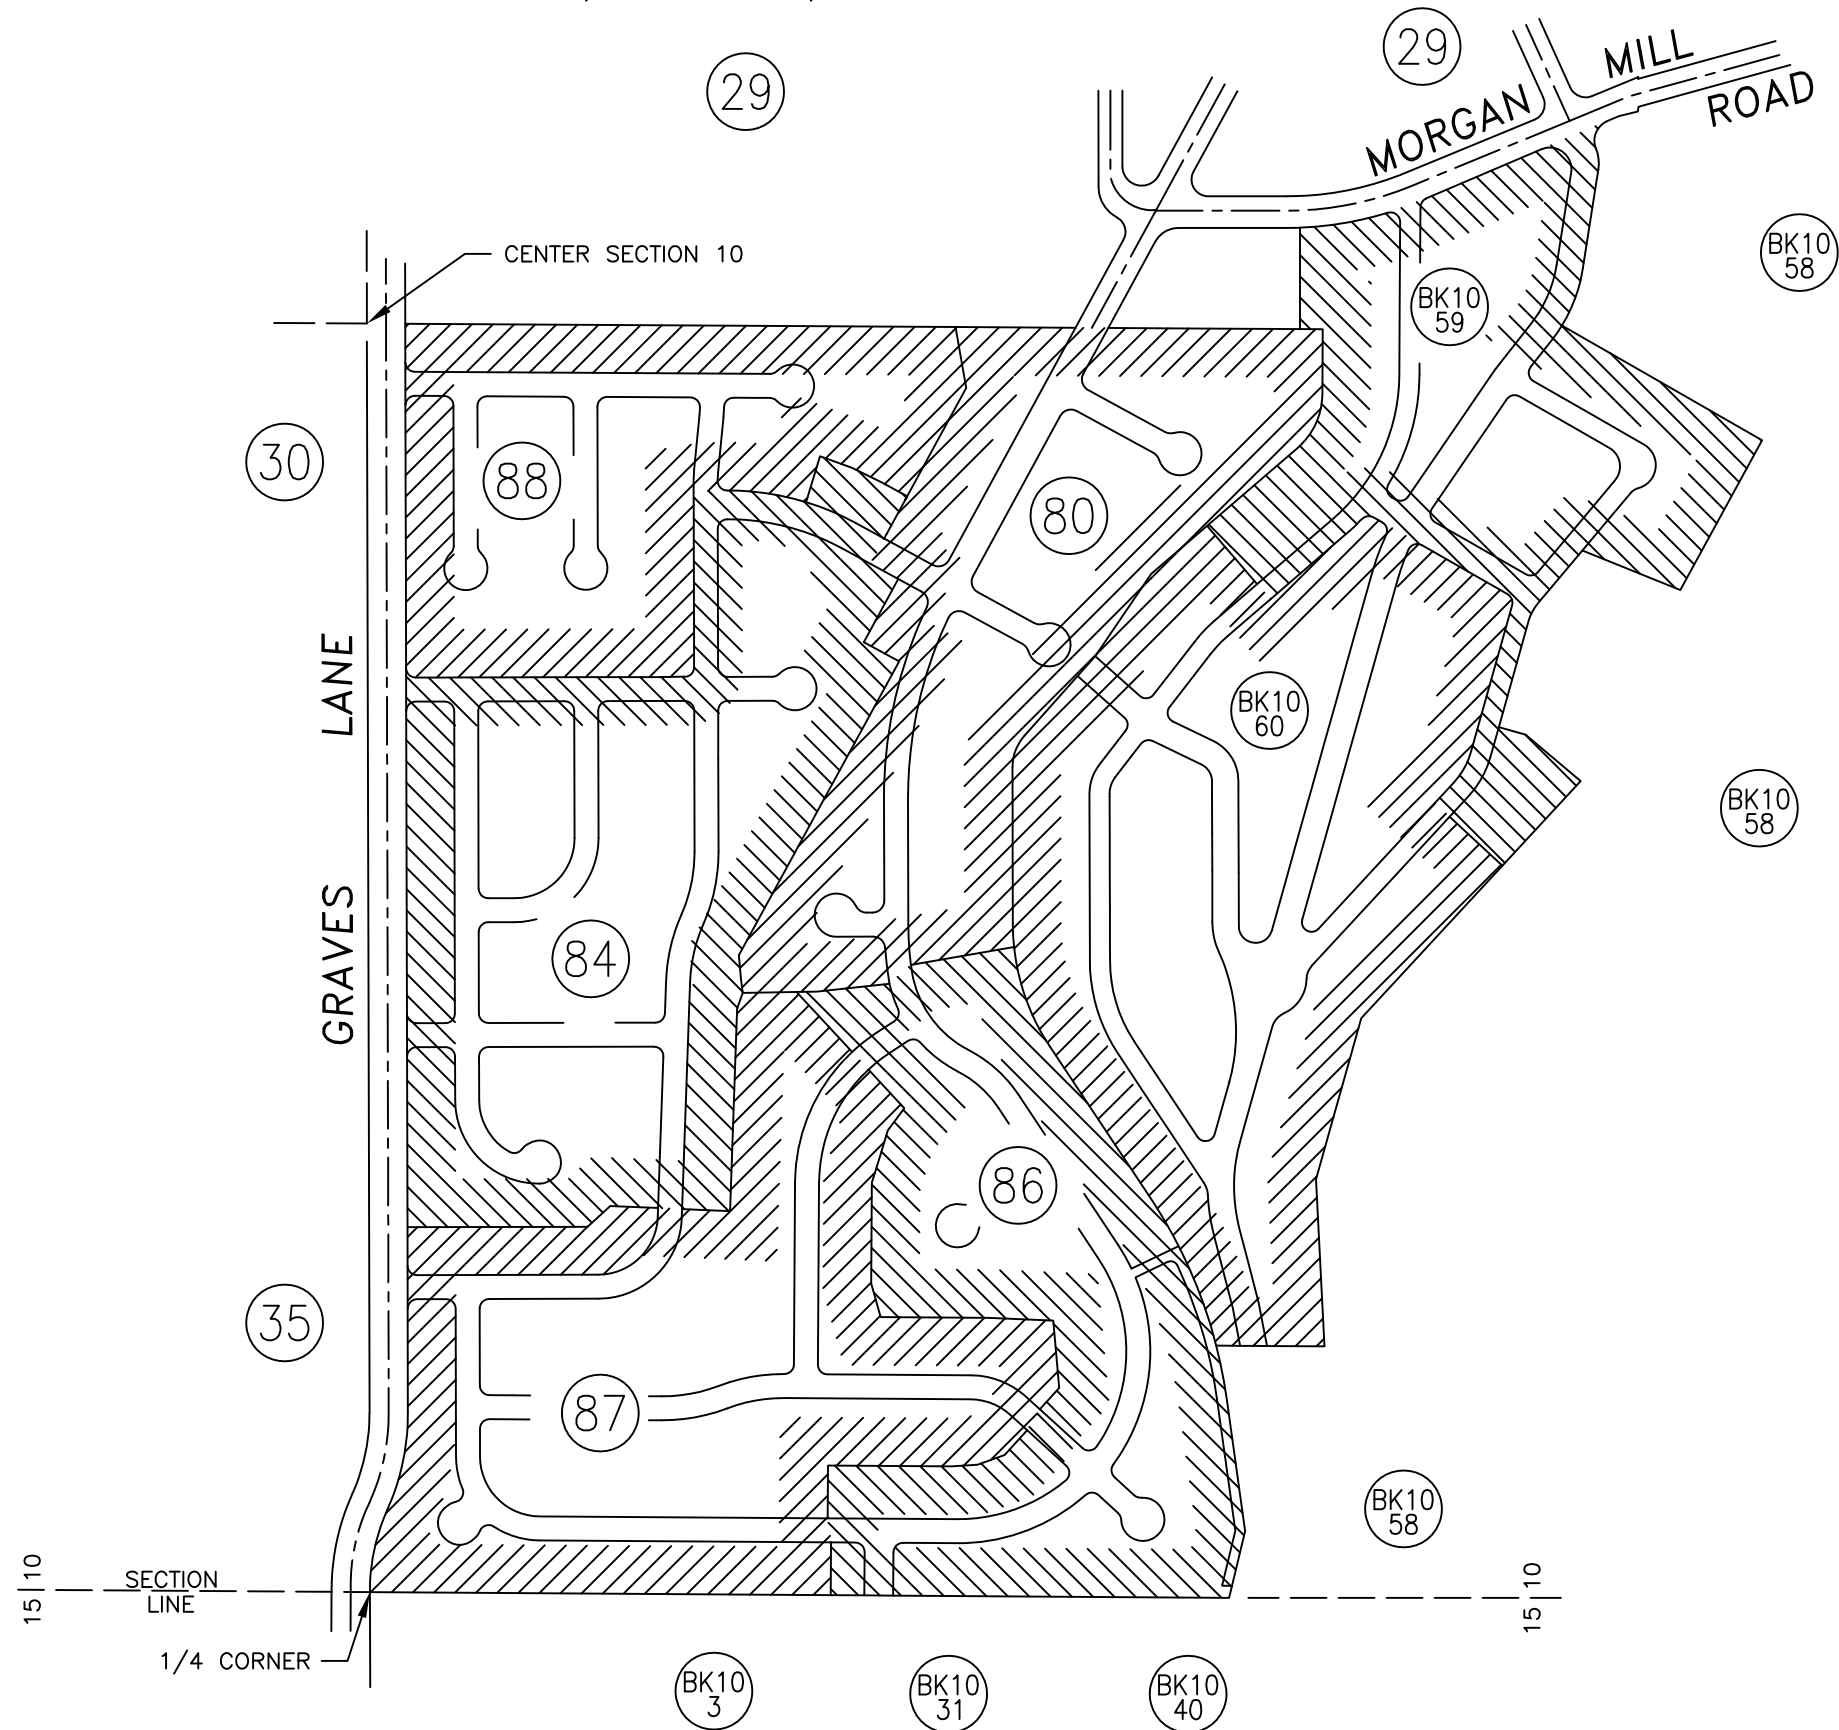 29
29
MORGAN MILL
ROAD
CENTER SECTION 10
BK10
58
BK10
59
30
88
80
LANE
BK10
60
BK10
58
GRAVES
84
86
35
87
BK10
58
15 10
SECTION
LINE
15 10
1/4 CORNER
BK10
3
BK10
31
BK10
40